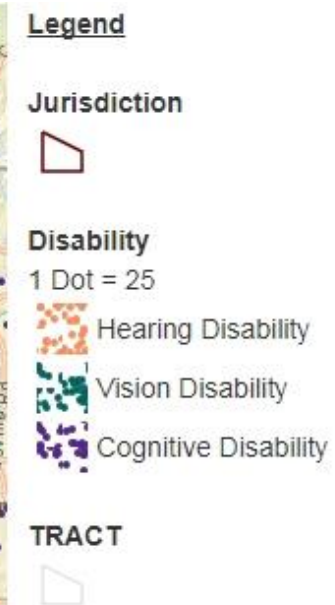 Legend
Jurisdiction
Disability
1 Dot = 25
Hearing Disability
Vision Disability
Cognitive Disability
TRACT